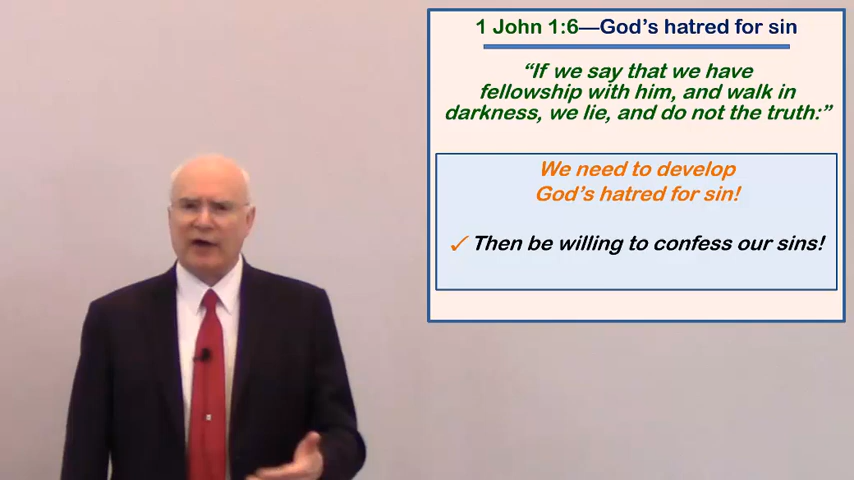 1 John 1:6—God’s hatred for sin
“If we say that we have
fellowship with him, and walk in
darkness, we lie, and do not the truth:”
We need to develop
God’s hatred for sin!
✓ Then be willing to confess our sins!